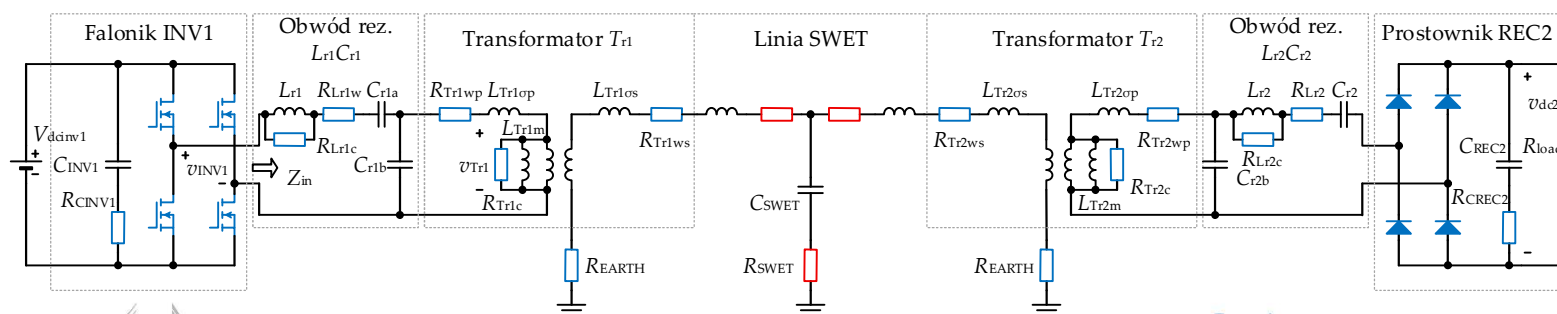 Falonik INV1
Obwód rez.
Lr1Cr1
Transformator Tr1
Linia SWET
Transformator Tr2
Obwód rez.
Lr2Cr2
Prostownik REC2
Vdcinv1
+
-
CINV1
RCINV1
+
vINV1
-
Zin
Lr1
RLr1w
Cr1a
RLr1c
Cr1b
RTr1wp
LTr1σp
+
vTr1
-
LTr1m
RTr1c
LTr1σs
RTr1ws
REARTH
CSWET
RSWET
RTr2ws
LTr2σs
REARTH
LTr2σp
RTr2wp
RTr2c
LTr2m
Lr2
RLr2
Cr2
RLr2c
Cr2b
+
vdc2
CREC2
Rload
RCREC2
-